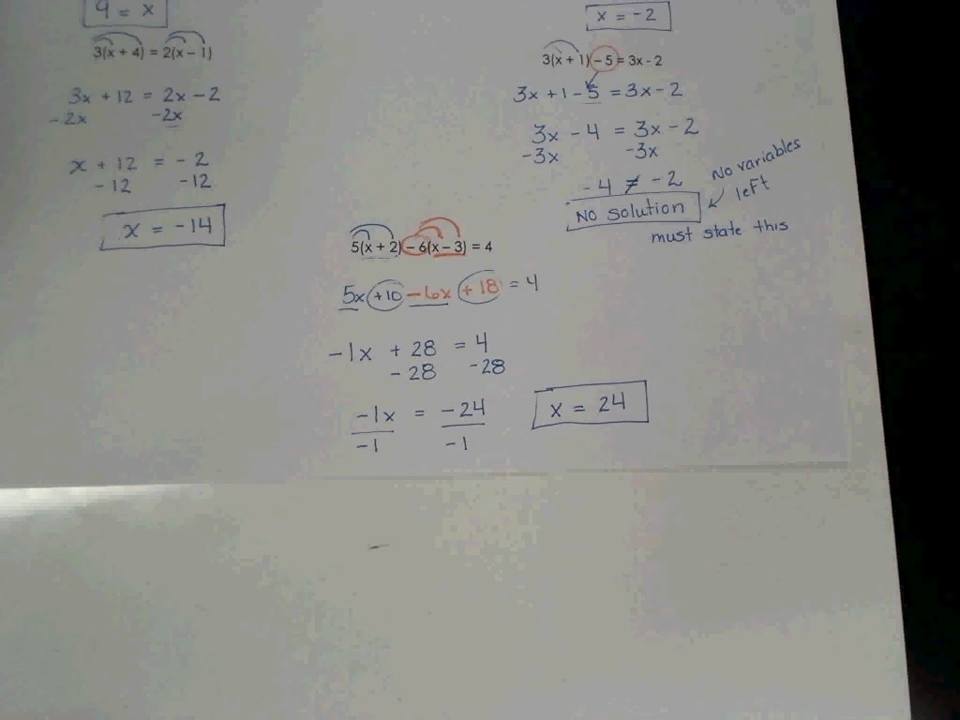 9 = x
3(x + 4) = 2(x − 1)
3x + 12 = 2x − 2
−2x −2x
x + 12 = −2
−12 −12
x = −14
5(x + 2) − 6(x − 3) = 4
5x + 10 − 6x + 18 = 4
−1x + 28 = 4
−28 −28
−1x = −24
−1 −1
x = 24
x = −2
3(x + 1) − 5 = 3x - 2
3x + 1 − 5 = 3x − 2
3x − 4 = 3x − 2
−3x −3x
−4 ≠ −2
No solution
No variables
left
must state this